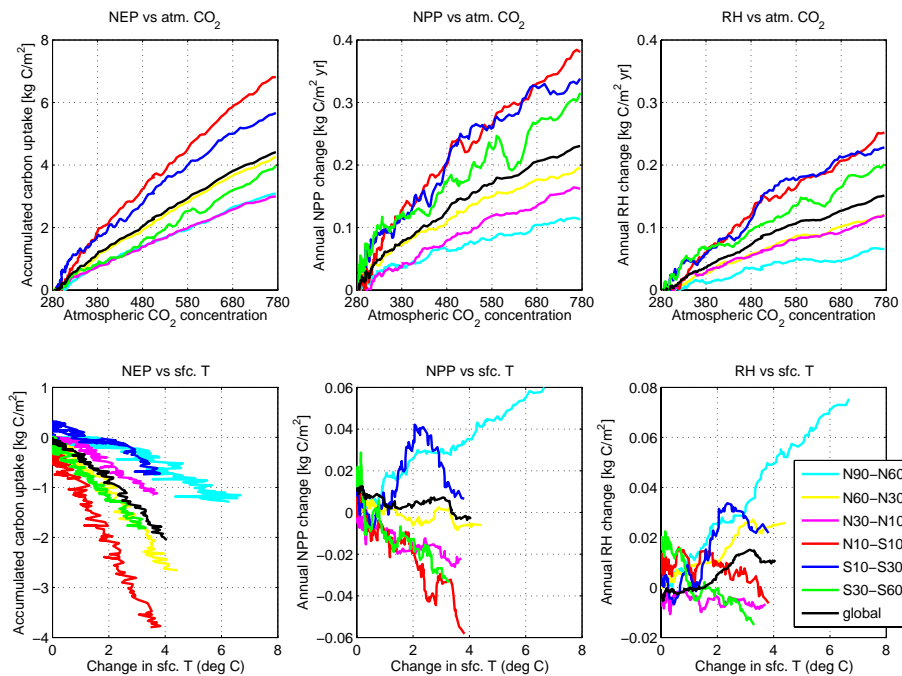 NEP vs atm. CO2
Accumulated carbon uptake [kg C/m2]
8
6
4
2
0
280 380 480 580 680 780
Atmospheric CO2 concentration
NPP vs atm. CO2
Annual NPP change [kg C/m2 yr]
0.4
0.3
0.2
0.1
0
280 380 480 580 680 780
Atmospheric CO2 concentration
RH vs atm. CO2
Annual RH change [kg C/m2 yr]
0.4
0.3
0.2
0.1
0
280 380 480 580 680 780
Atmospheric CO2 concentration
NEP vs sfc. T
Accumulated carbon uptake [kg C/m2]
1
0
−1
−2
−3
−4
0 2 4 6 8
Change in sfc. T (deg C)
NPP vs sfc. T
Annual NPP change [kg C/m2]
0.06
0.04
0.02
0
−0.02
−0.04
−0.06
0 2 4 6 8
Change in sfc. T (deg C)
RH vs sfc. T
Annual RH change [kg C/m2]
0.08
0.06
0.04
0.02
0
−0.02
0 2 4 6 8
Change in sfc. T (deg C)
N90−N60
N60−N30
N30−N10
N10−S10
S10−S30
S30−S60
global